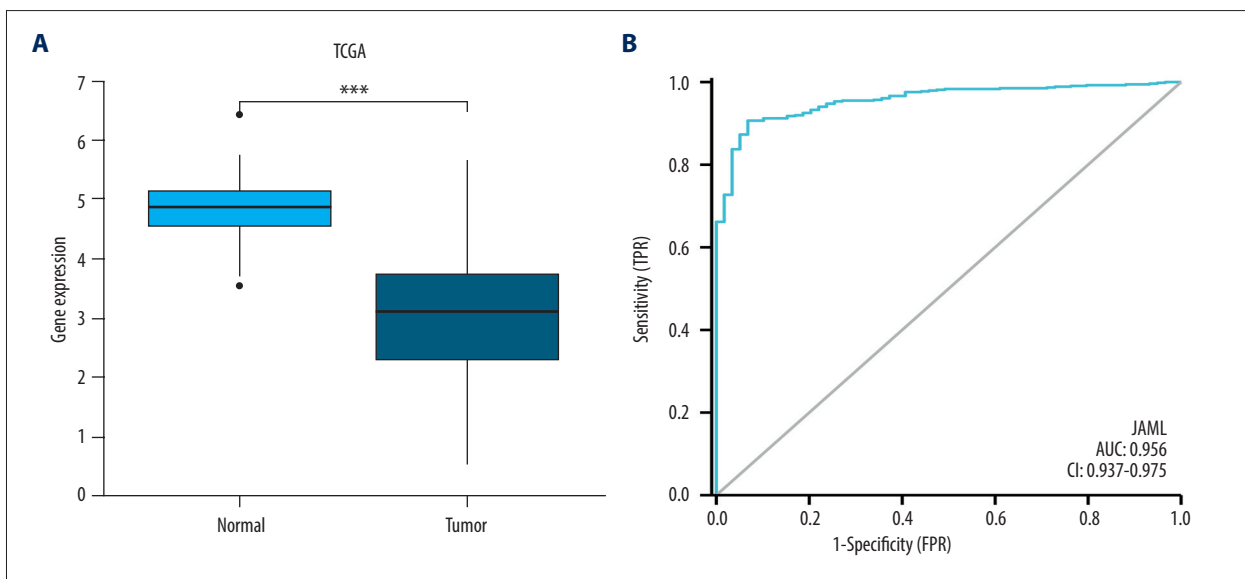 A
TCGA
***
7
6
5
4
3
2
1
0
Gene expression
Normal
Tumor
B
1.0
0.8
0.6
0.4
0.2
0.0
Sensitivity (TPR)
JAML
AUC: 0.956
CI: 0.937-0.975
0.0 0.2 0.4 0.6 0.8 1.0
1-Specificity (FPR)